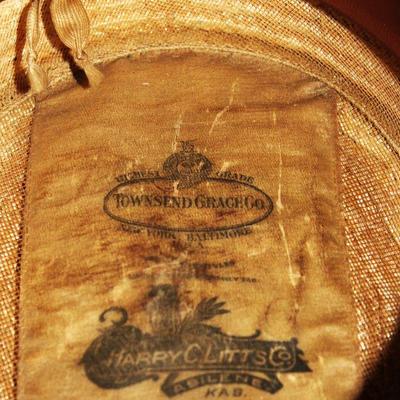 HIGHEST GRADE
TOWNSEND GRACE CO.
NEW YORK BALTIMORE
HARRY C. LITTS CO
ABILENE
KAS.